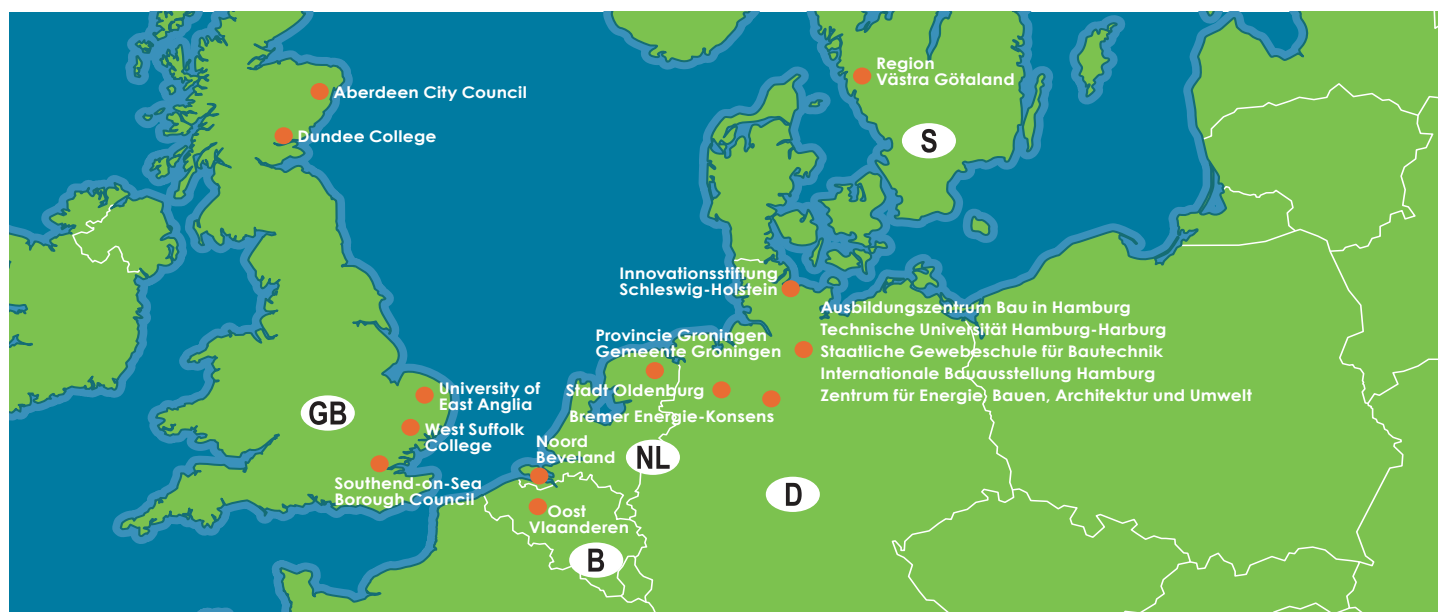 Region
Västra Götaland
Aberdeen City Council
Dundee College
S
Innovationsstiftung
Schleswig-Holstein
Ausbildungszentrum Bau in Hamburg
Technische Universität Hamburg-Harburg
Staatliche Gewebeschule für Bautechnik
Internationale Bauausstellung Hamburg
Zentrum für Energie, Bauen, Architektur und Umwelt
Provincie Groningen
Gemeente Groningen
Stadt Oldenburg
Bremer Energie-Konsens
University of
East Anglia
GB
West Suffolk
College
Noord
Beveland
NL
Southend-on-Sea
Borough Council
D
Oost
Vlaanderen
B